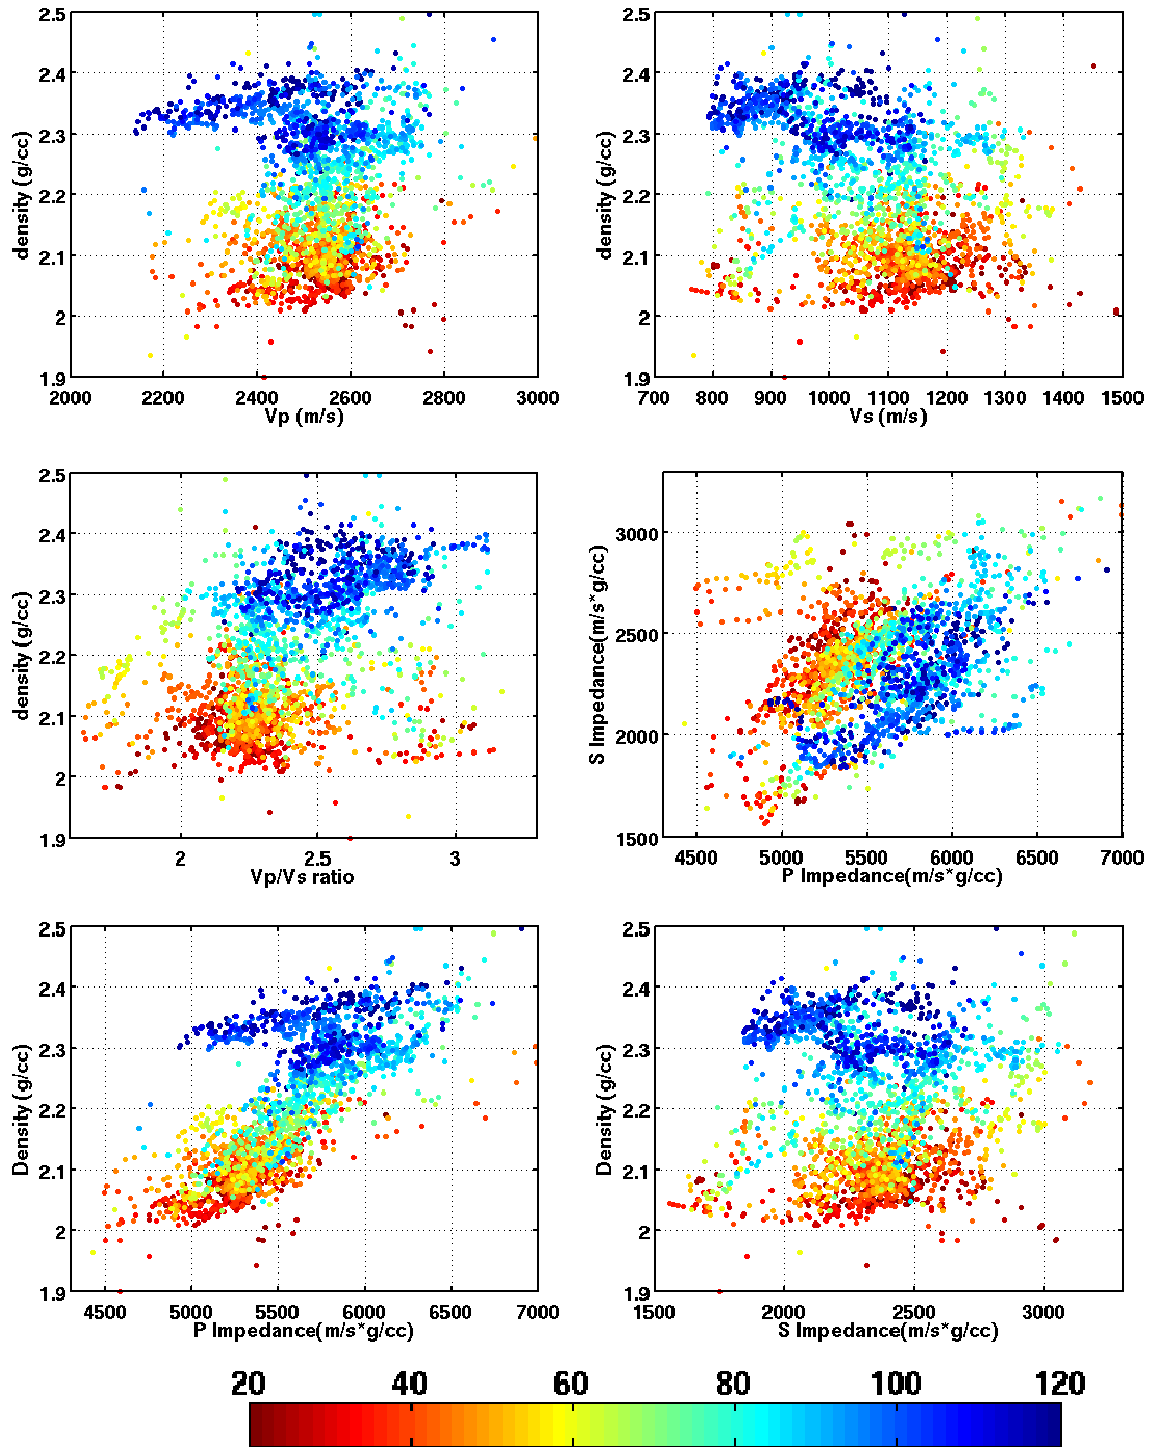 2.5 2.5
2.4 2.4
2.3 2.3
2.2 2.2
2.1 2.1
2 2
1.9 1.9
density (g/cc) density (g/cc)
2000 2200 2400 2600 2800 3000 700 800 900 1000 1100 1200 1300 1400 1500
Vp (m/s) Vs (m/s)
2.5 3000
2.4 2500
2.3 2000
2.2 1500
2.1
2
1.9
density (g/cc) S Impedance(m/s*g/cc)
2 2.5 3 4500 5000 5500 6000 6500 7000
Vp/Vs ratio P Impedance(m/s*g/cc)
2.5 2.5
2.4 2.4
2.3 2.3
2.2 2.2
2.1 2.1
2 2
1.9 1.9
Density (g/cc) Density (g/cc)
4500 5000 5500 6000 6500 7000 1500 2000 2500 3000
P Impedance(m/s*g/cc) S Impedance(m/s*g/cc)
20 40 60 80 100 120